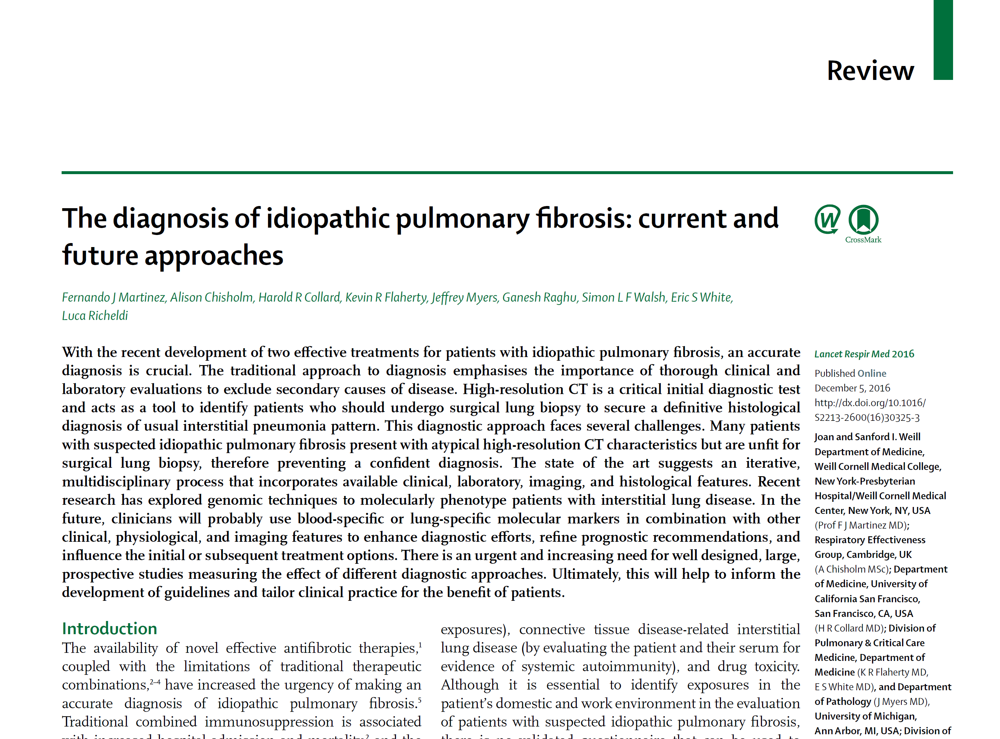 Review
The diagnosis of idiopathic pulmonary fibrosis: current and
future approaches
W
CrossMark
Fernando J Martinez, Alison Chisholm, Harold R Collard, Kevin R Flaherty, Jeffrey Myers, Ganesh Raghu, Simon L F Walsh, Eric S White,
Luca Richeldi
With the recent development of two effective treatments for patients with idiopathic pulmonary fibrosis, an accurate
diagnosis is crucial. The traditional approach to diagnosis emphasises the importance of thorough clinical and
laboratory evaluations to exclude secondary causes of disease. High-resolution CT is a critical initial diagnostic test
and acts as a tool to identify patients who should undergo surgical lung biopsy to secure a definitive histological
diagnosis of usual interstitial pneumonia pattern. This diagnostic approach faces several challenges. Many patients
with suspected idiopathic pulmonary fibrosis present with atypical high-resolution CT characteristics but are unfit for
surgical lung biopsy, therefore preventing a confident diagnosis. The state of the art suggests an iterative,
multidisciplinary process that incorporates available clinical, laboratory, imaging, and histological features. Recent
research has explored genomic techniques to molecularly phenotype patients with interstitial lung disease. In the
future, clinicians will probably use blood-specific or lung-specific molecular markers in combination with other
clinical, physiological, and imaging features to enhance diagnostic efforts, refine prognostic recommendations, and
influence the initial or subsequent treatment options. There is an urgent and increasing need for well designed, large,
prospective studies measuring the effect of different diagnostic approaches. Ultimately, this will help to inform the
development of guidelines and tailor clinical practice for the benefit of patients.
Introduction
The availability of novel effective antifibrotic therapies,1
coupled with the limitations of traditional therapeutic
combinations,2–4 have increased the urgency of making an
accurate diagnosis of idiopathic pulmonary fibrosis.5
Traditional combined immunosuppression is associated
with increased hospital admission and mortality,2 and the
exposures), connective tissue disease-related interstitial
lung disease (by evaluating the patient and their serum for
evidence of systemic autoimmunity), and drug toxicity.
Although it is essential to identify exposures in the
patient's domestic and work environment in the evaluation
of patients with suspected idiopathic pulmonary fibrosis,
there is no validated questionnaire that can be used to
Lancet Respir Med 2016
Published Online
December 5, 2016
http://dx.doi.org/10.1016/
S2213-2600(16)30325-3
Joan and Sanford I. Weill
Department of Medicine,
Weill Cornell Medical College,
New York-Presbyterian
Hospital/Weill Cornell Medical
Center, New York, NY, USA
(Prof F J Martinez MD);
Respiratory Effectiveness
Group, Cambridge, UK
(A Chisholm MSc); Department
of Medicine, University of
California San Francisco,
San Francisco, CA, USA
(H R Collard MD); Division of
Pulmonary & Critical Care
Medicine, Department of
Medicine (K R Flaherty MD,
E S White MD), and Department
of Pathology (J Myers MD),
University of Michigan,
Ann Arbor, MI, USA; Division of